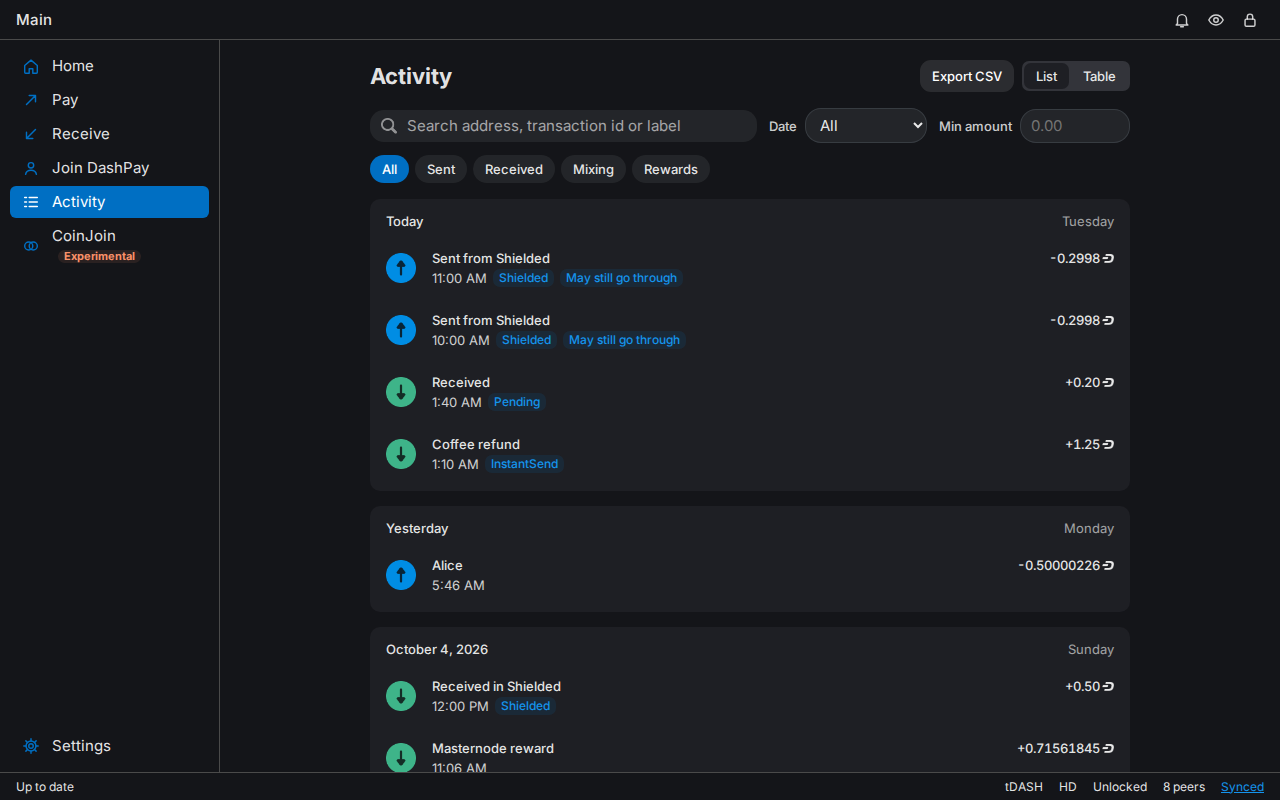 Main
Home
Pay
Receive
Join DashPay
Activity
CoinJoin
Experimental
Settings
Activity
Export CSV
List
Table
Search address, transaction id or label
Date
All
Min amount
0.00
All
Sent
Received
Mixing
Rewards
Today
Tuesday
Sent from Shielded
-0.2998
11:00 AM Shielded May still go through
Sent from Shielded
-0.2998
10:00 AM Shielded May still go through
Received
+0.20
1:40 AM Pending
Coffee refund
+1.25
1:10 AM InstantSend
Yesterday
Monday
Alice
-0.50000226
5:46 AM
October 4, 2026
Sunday
Received in Shielded
+0.50
12:00 PM Shielded
Masternode reward
+0.71561845
11:06 AM
Up to date
tDASH
HD
Unlocked
8 peers
Synced